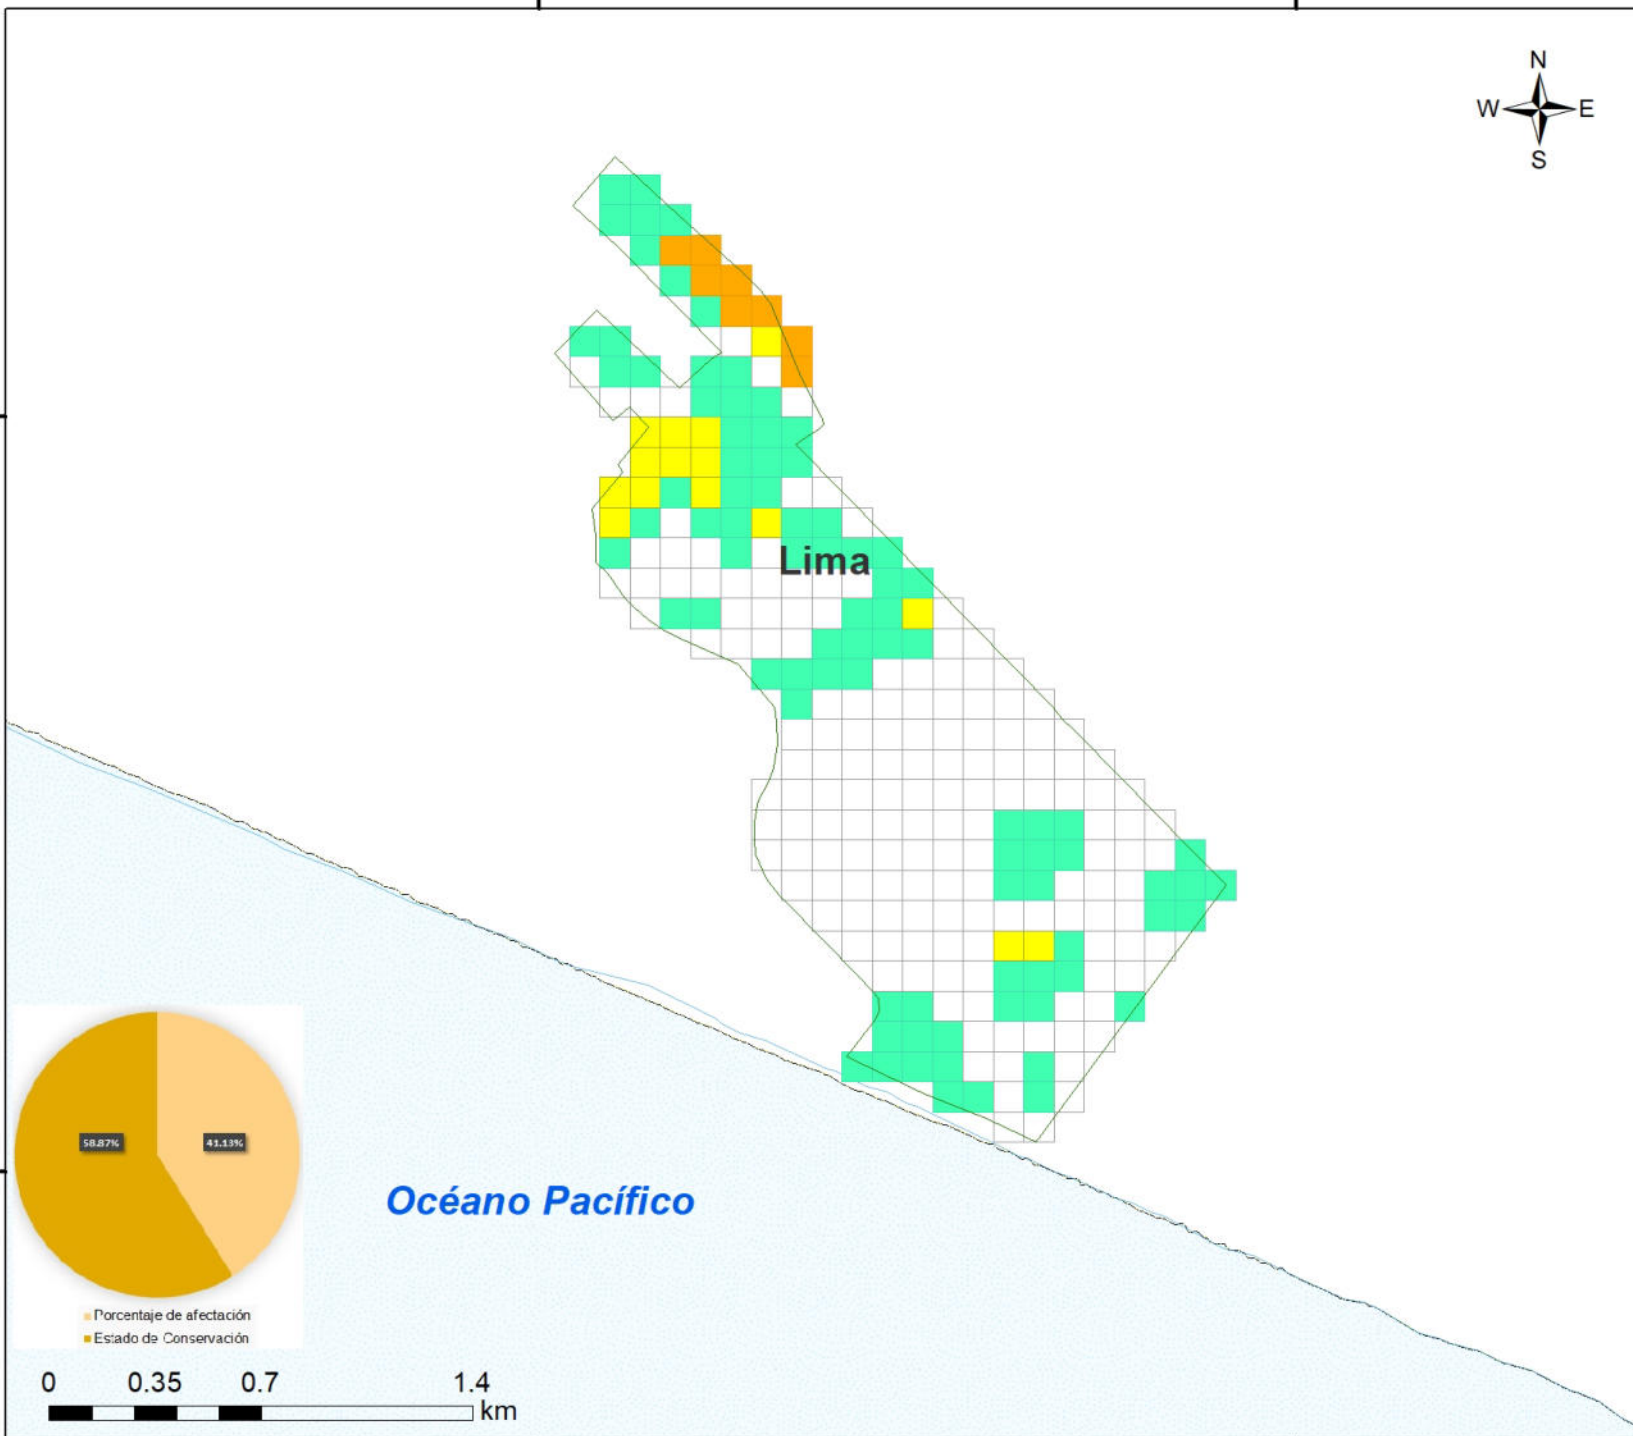 N
W E
S
Lima
58.87%
41.13%
Océano Pacífico
Porcentaje de afectación
Estado de Conservación
0 0.35 0.7 1.4
km